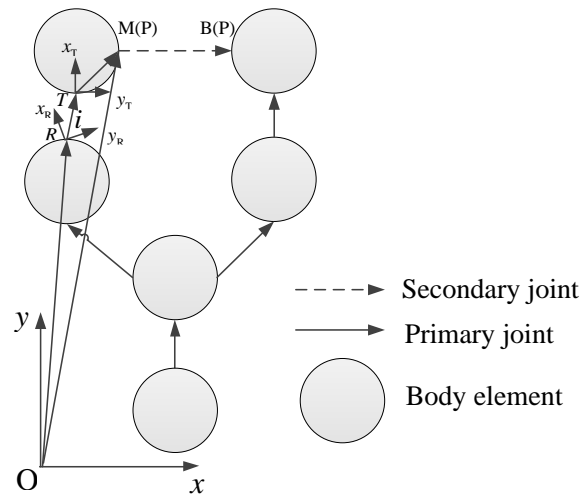 M(P) B(P)
x_T
T y_T
x_R i
R y_R
Secondary joint
y Primary joint
Body element
O x